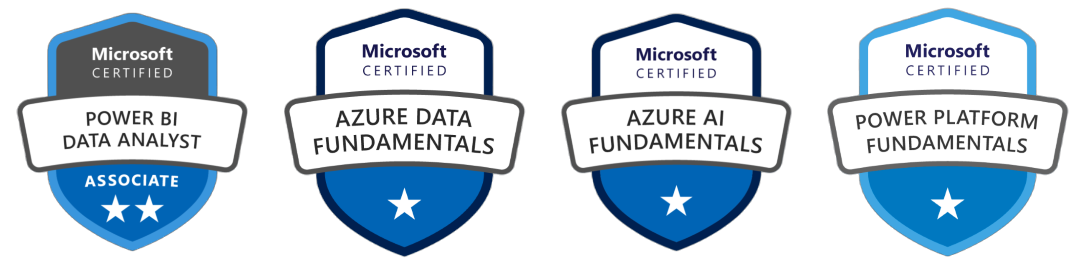 Microsoft
CERTIFIED
POWER BI
DATA ANALYST
ASSOCIATE
Microsoft
CERTIFIED
AZURE DATA
FUNDAMENTALS
Microsoft
CERTIFIED
AZURE AI
FUNDAMENTALS
Microsoft
CERTIFIED
POWER PLATFORM
FUNDAMENTALS